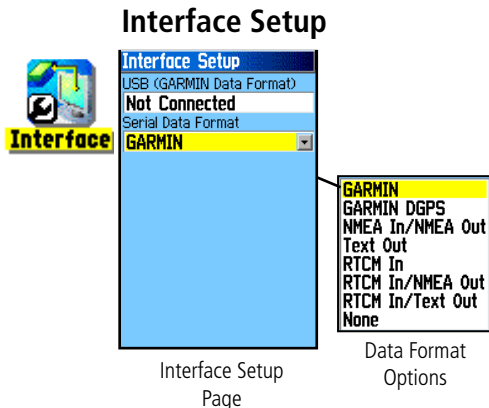 Interface Setup
Interface
Interface Setup
USB (GARMIN Data Format)
Not Connected
Serial Data Format
GARMIN
GARMIN
GARMIN DGPS
NMEA In/NMEA Out
Text Out
RTCM In
RTCM In/NMEA Out
RTCM In/Text Out
None
Interface Setup
Page
Data Format
Options